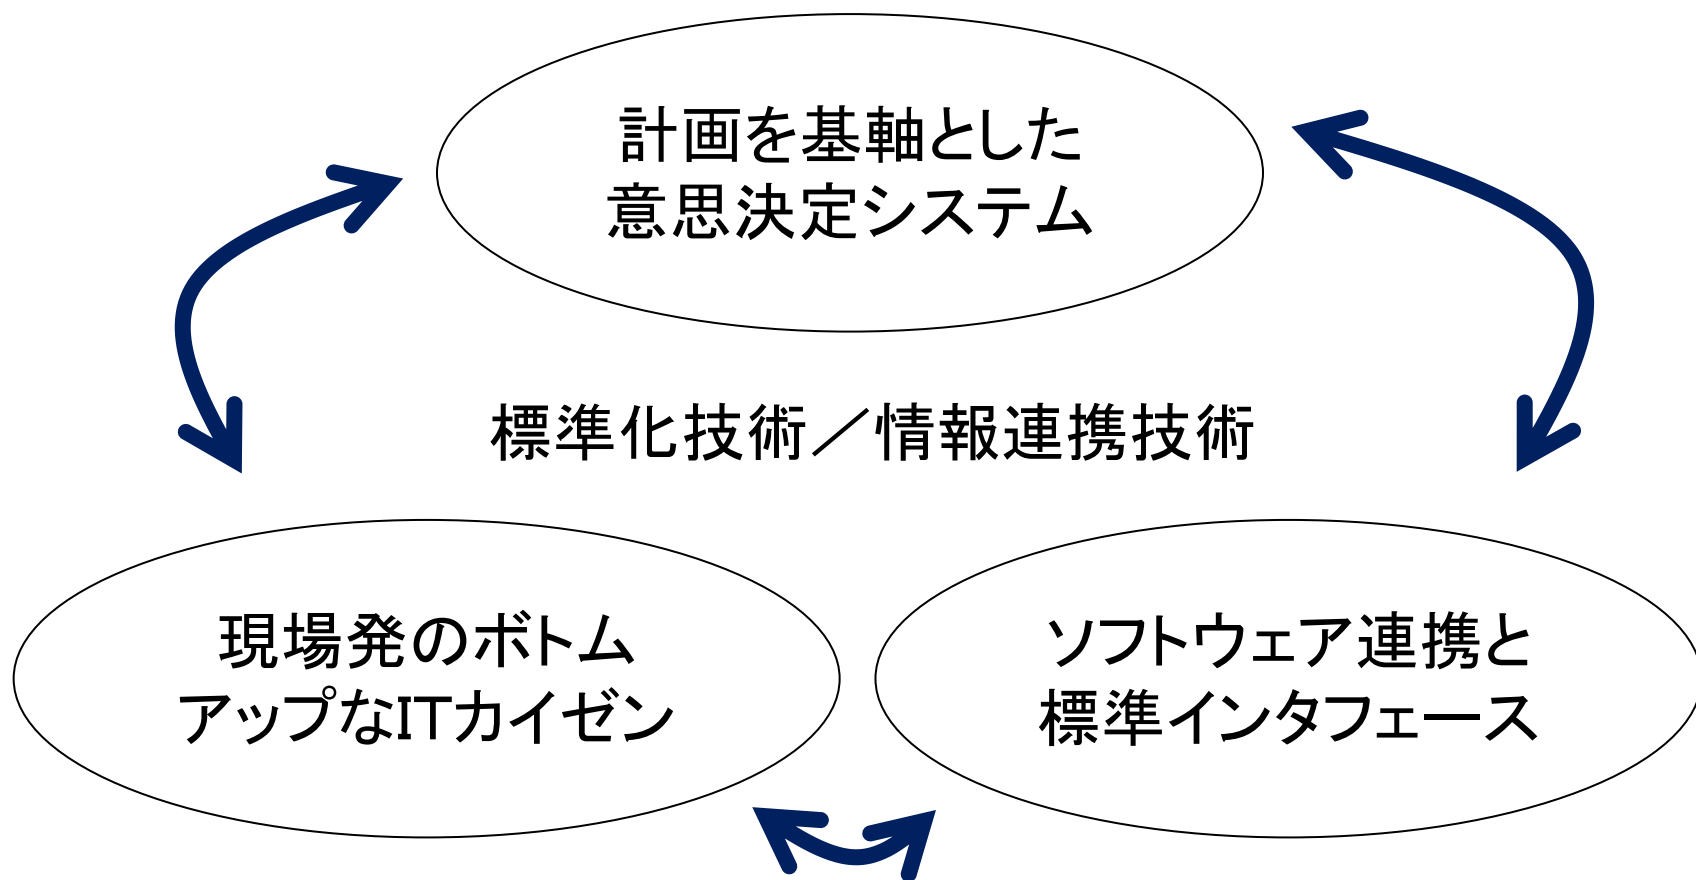 計画を基軸とした
意思決定システム
標準化技術／情報連携技術
現場発のボトム
アップなITカイゼン
ソフトウェア連携と
標準インタフェース